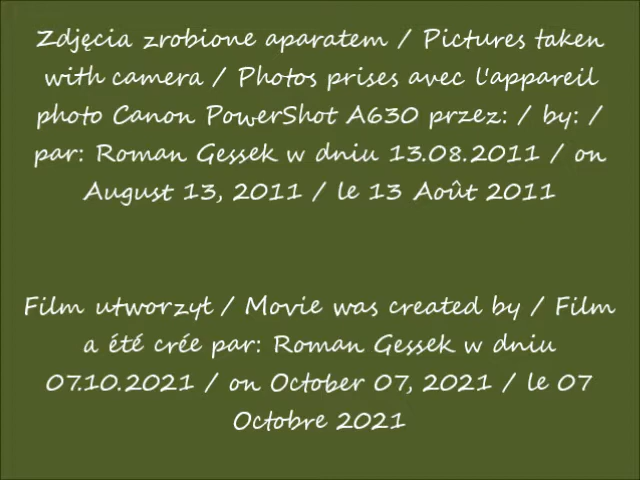 Zdjęcia zrobione aparatem / Pictures taken
with camera / Photos prises avec l'appareil
photo Canon PowerShot A630 przez: / by: /
par: Roman Gessek w dniu 13.08.2011 / on
August 13, 2011 / le 13 Août 2011
Film utworzył / Movie was created by / Film
a été crée par: Roman Gessek w dniu
07.10.2021 / on October 07, 2021 / le 07
Octobre 2021